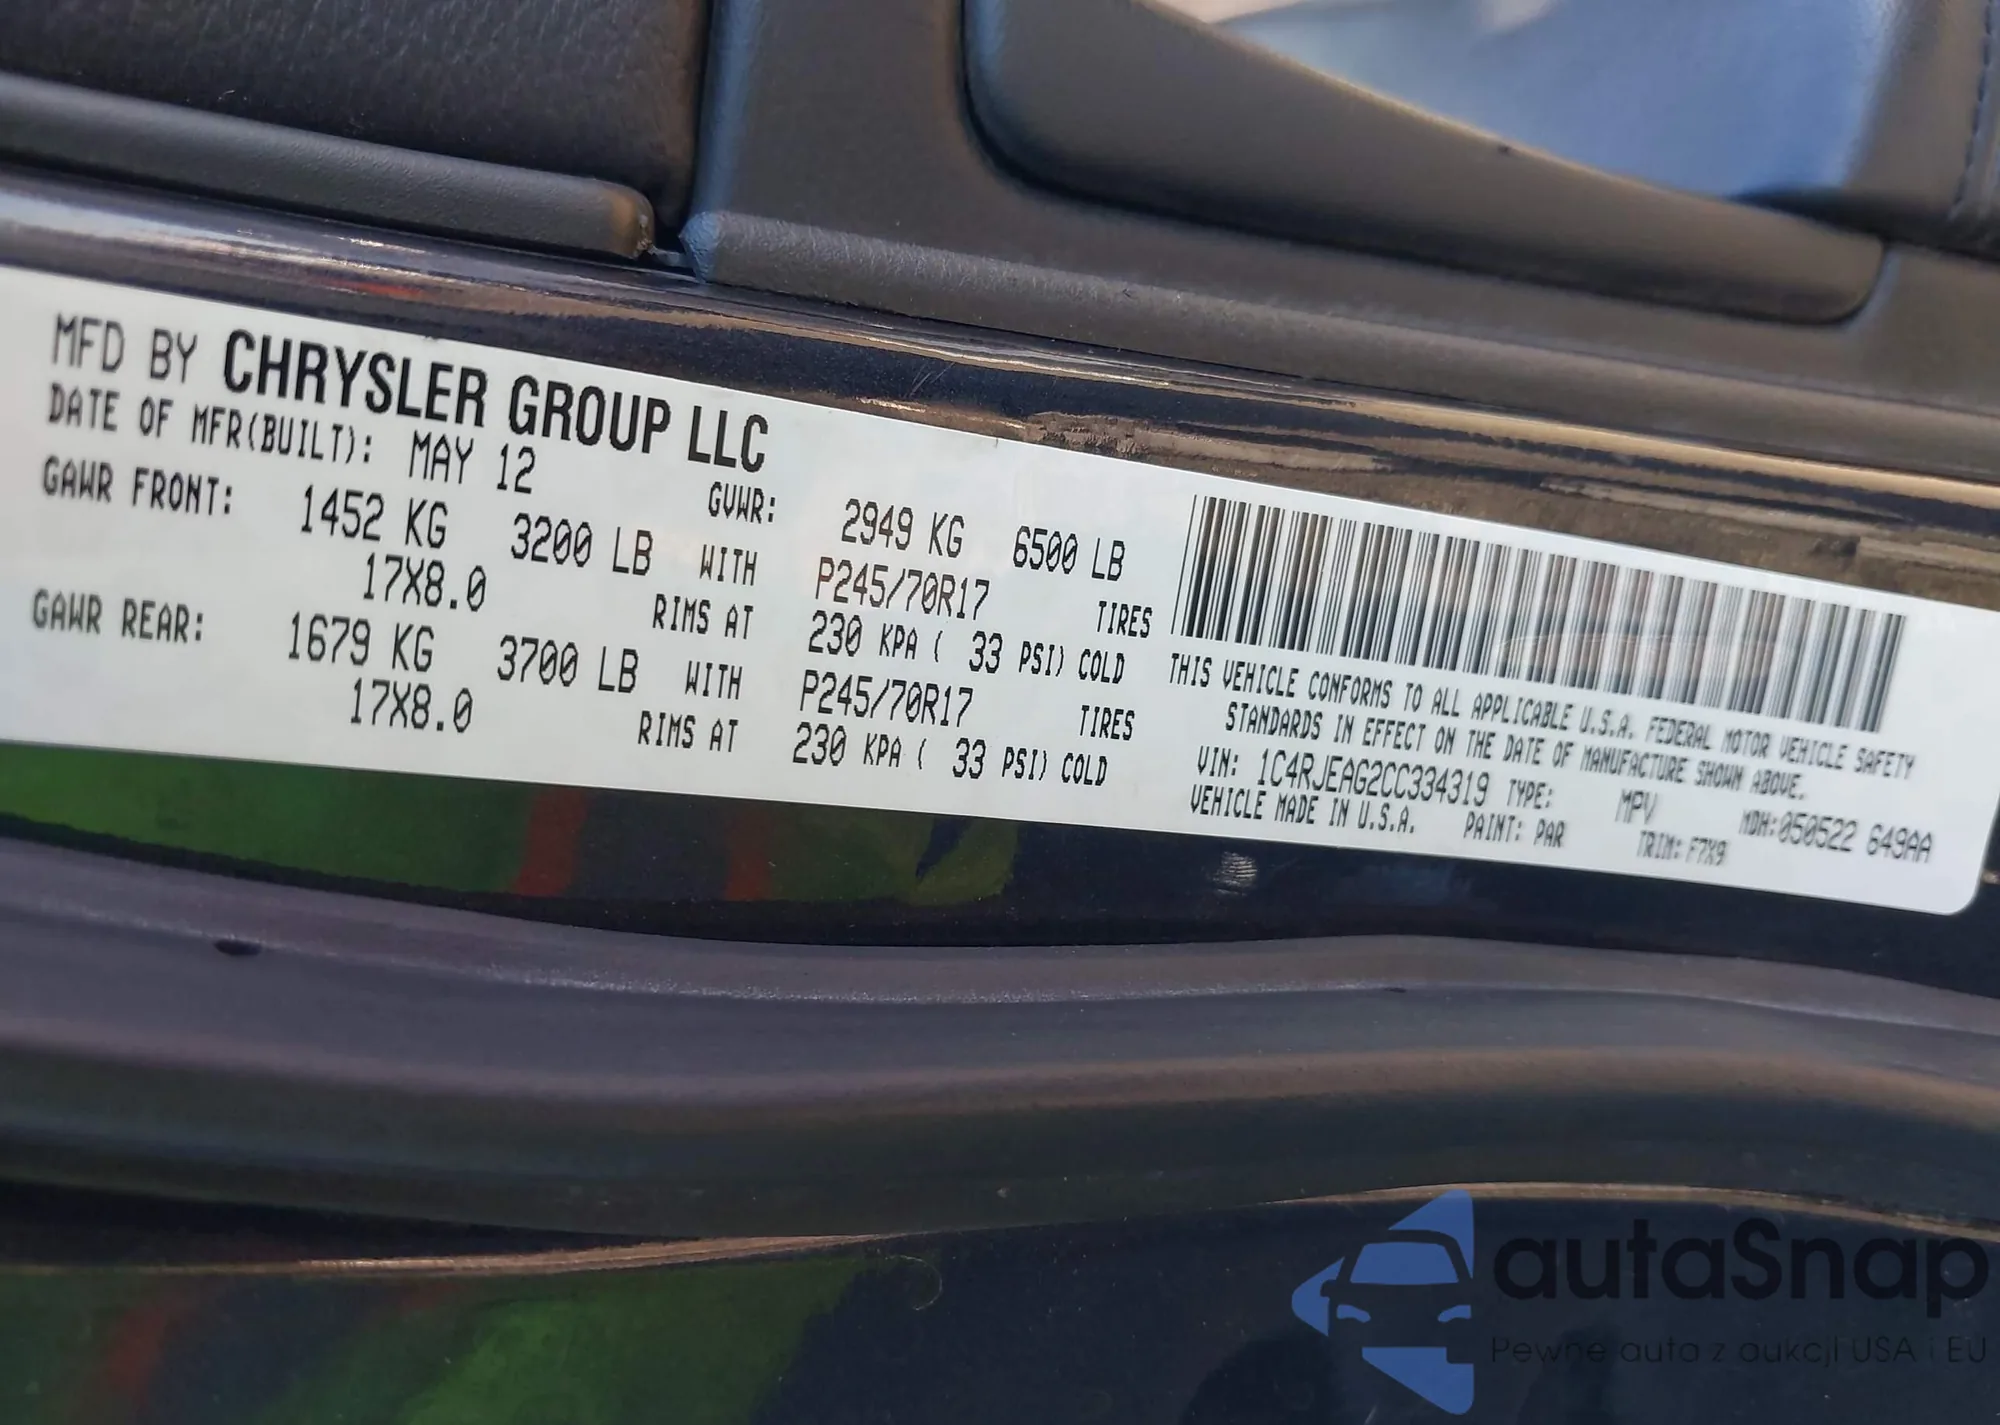 MFD BY CHRYSLER GROUP LLC
DATE OF MFR(BUILT): MAY 12 GVWR: 2949 KG 6500 LB
GAWR FRONT: 1452 KG 3200 LB WITH P245/70R17 TIRES
17X8.0 RIMS AT 230 KPA ( 33 PSI) COLD
GAWR REAR: 1679 KG 3700 LB WITH P245/70R17 TIRES
17X8.0 RIMS AT 230 KPA ( 33 PSI) COLD
THIS VEHICLE CONFORMS TO ALL APPLICABLE U.S.A. FEDERAL MOTOR VEHICLE SAFETY
STANDARDS IN EFFECT ON THE DATE OF MANUFACTURE SHOWN ABOVE.
VIN: 1C4RJEAG2CC334319 TYPE: MPV MDH:050522 649AA
VEHICLE MADE IN U.S.A. PAINT: PAR TRIM: F7X9
autaSnap
Pewne auta z aukcji USA i EU